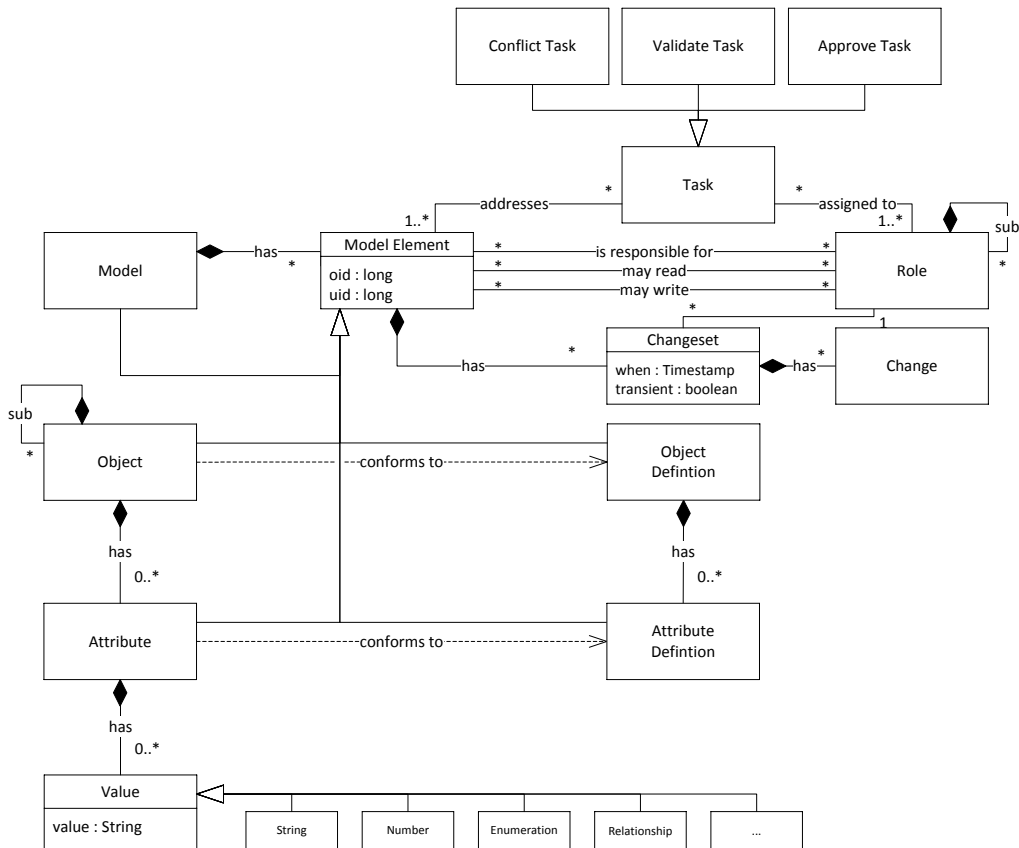 Conflict Task
Validate Task
Approve Task
Task
*
*
addresses
assigned to
1..*
1..*
sub
*
Model
has
*
Model Element
oid : long
uid : long
*
is responsible for
*
*
may read
*
*
may write
*
Role
*
1
has
*
Changeset
when : Timestamp
transient : boolean
has
*
Change
sub
*
Object
conforms to
Object
Defintion
has
0..*
has
0..*
Attribute
conforms to
Attribute
Defintion
has
0..*
Value
value : String
String
Number
Enumeration
Relationship
...